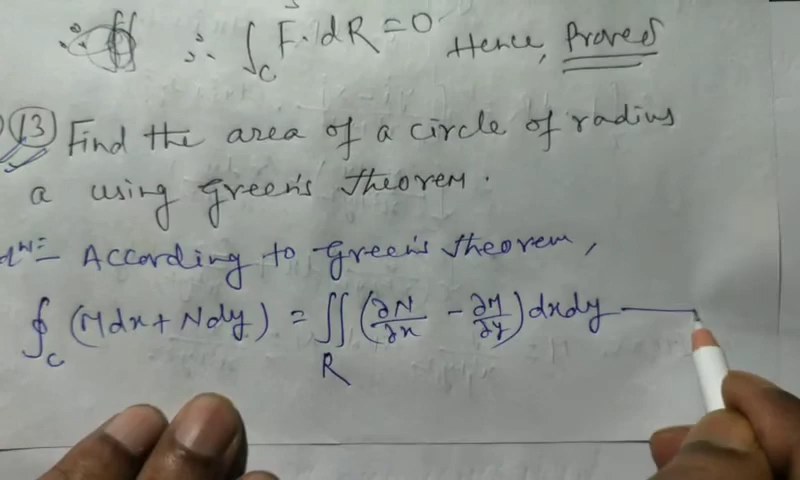 ∴ ∫_C F⃗ · dR = 0 Hence, Proved
(13) Find the area of a circle of radius
a using Green's theorem.
According to Green's theorem,
∮_C (Mdx + Ndy) = ∬_R (∂N/∂x - ∂M/∂y) dxdy